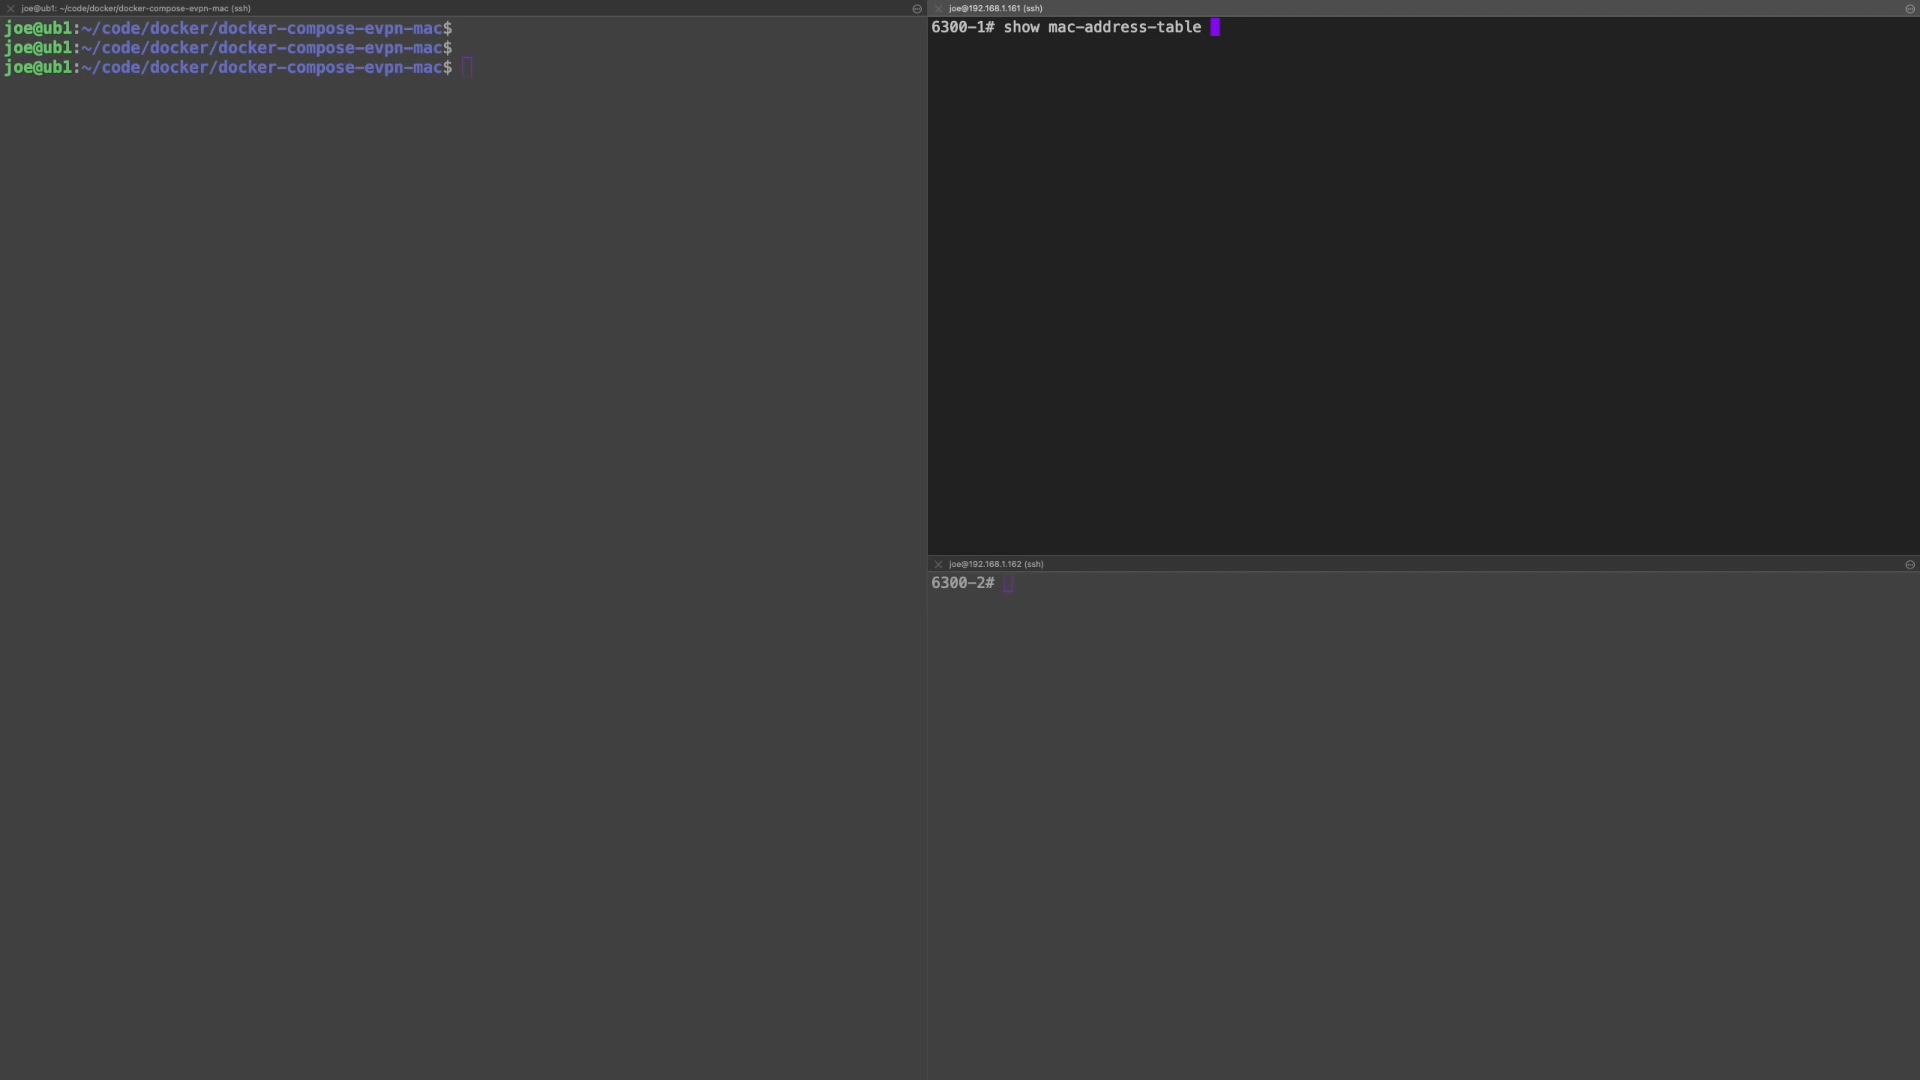 joe@ub1: ~/code/docker/docker-compose-evpn-mac (ssh)
joe@ub1:~/code/docker/docker-compose-evpn-mac$
joe@ub1:~/code/docker/docker-compose-evpn-mac$
joe@ub1:~/code/docker/docker-compose-evpn-mac$
joe@192.168.1.161 (ssh)
6300-1# show mac-address-table
joe@192.168.1.162 (ssh)
6300-2#